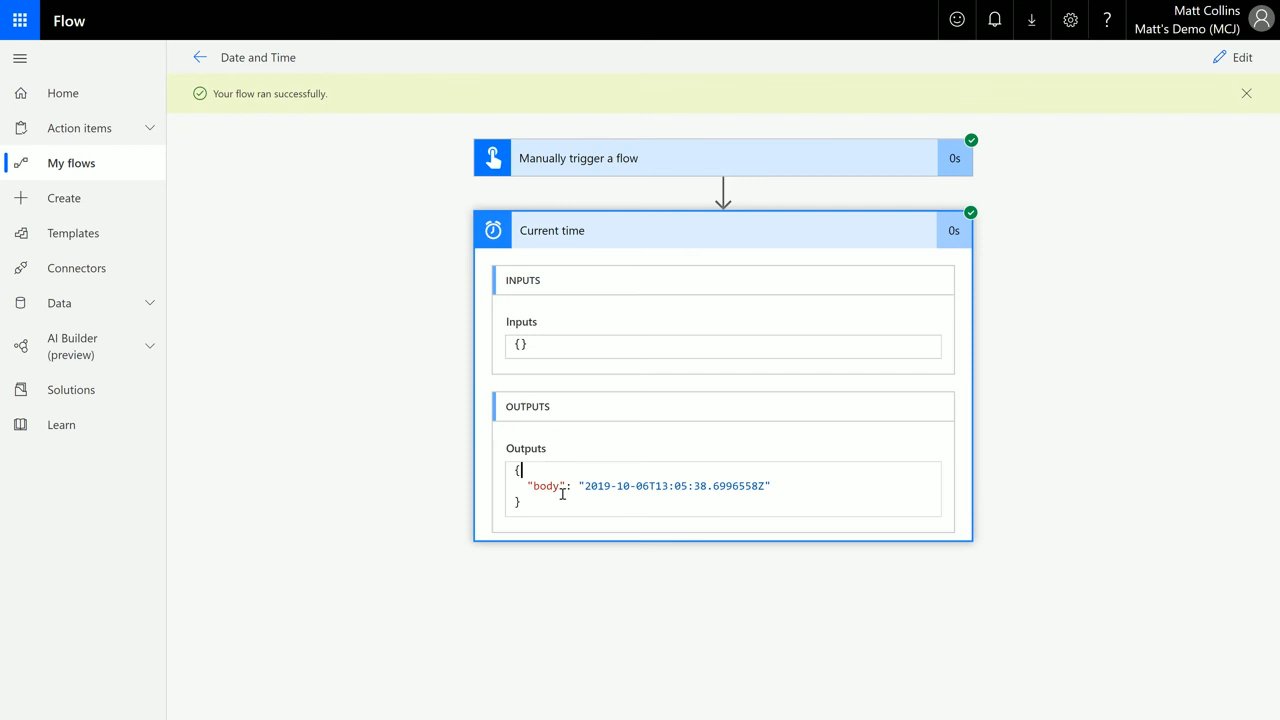 Flow
Matt Collins
Matt's Demo (MCJ)
Date and Time
Edit
Your flow ran successfully.
Home
Action items
My flows
Create
Templates
Connectors
Data
AI Builder
(preview)
Solutions
Learn
Manually trigger a flow
0s
Current time
0s
INPUTS
Inputs
{}
OUTPUTS
Outputs
{
"body": "2019-10-06T13:05:38.6996558Z"
}